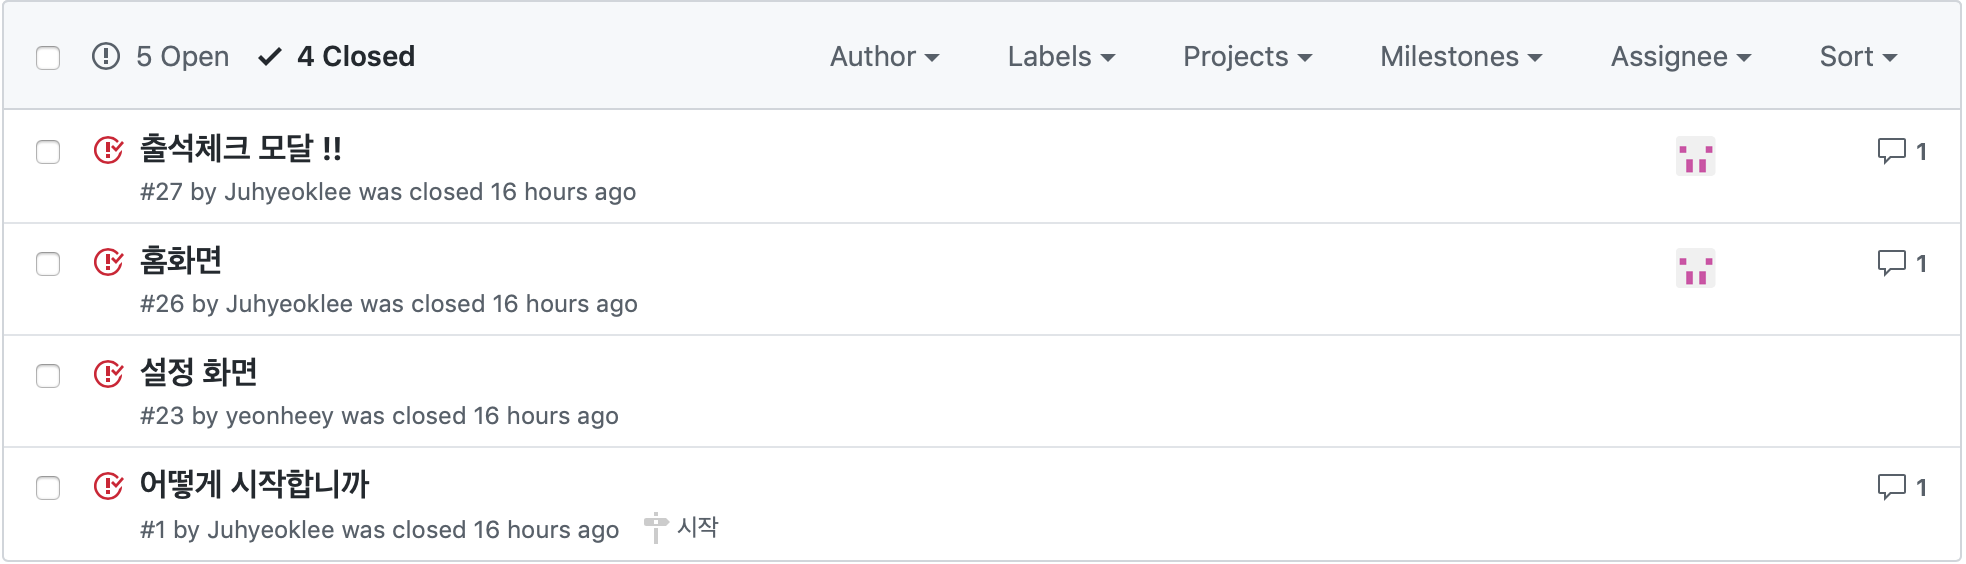 5 Open 4 Closed Author Labels Projects Milestones Assignee Sort
출석체크 모달 !! 1
#27 by Juhyeoklee was closed 16 hours ago
홈화면 1
#26 by Juhyeoklee was closed 16 hours ago
설정 화면
#23 by yeonheey was closed 16 hours ago
어떻게 시작합니까 1
#1 by Juhyeoklee was closed 16 hours ago 시작